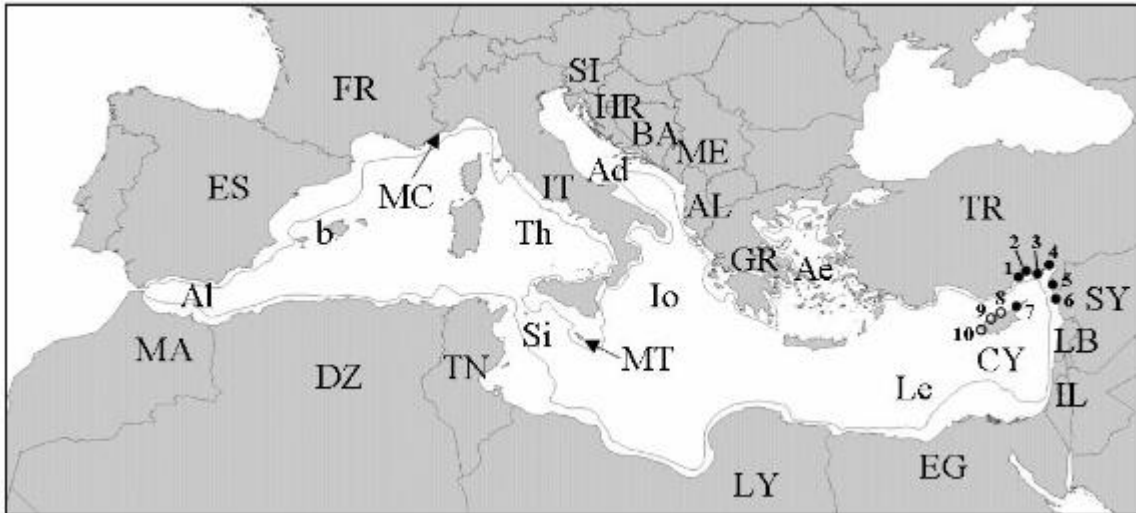 SI
FR
HR
BA
ME
Ad
ES
MC
IT
AL
TR
b
Th
GR
Ae
2 3 4
1
5
Al
Io
6
SY
8
7
9
10
MA
Si
MT
LB
DZ
TN
CY
Le
IL
EG
LY